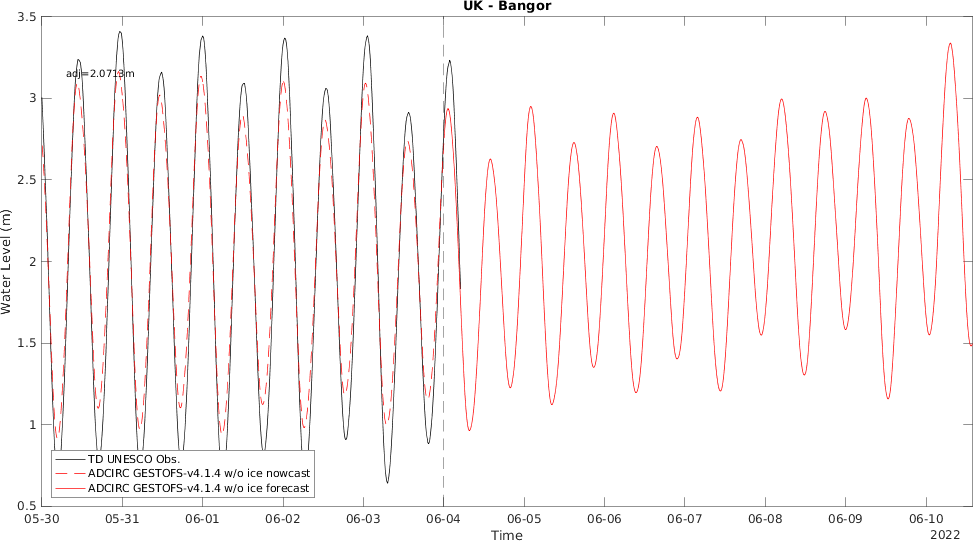 UK - Bangor
3.5
3
2.5
2
1.5
1
0.5
Water Level (m)
adj=2.0713m
TD UNESCO Obs.
ADCIRC GESTOFS-v4.1.4 w/o ice nowcast
ADCIRC GESTOFS-v4.1.4 w/o ice forecast
05-30 05-31 06-01 06-02 06-03 06-04 06-05 06-06 06-07 06-08 06-09 06-10
Time
2022